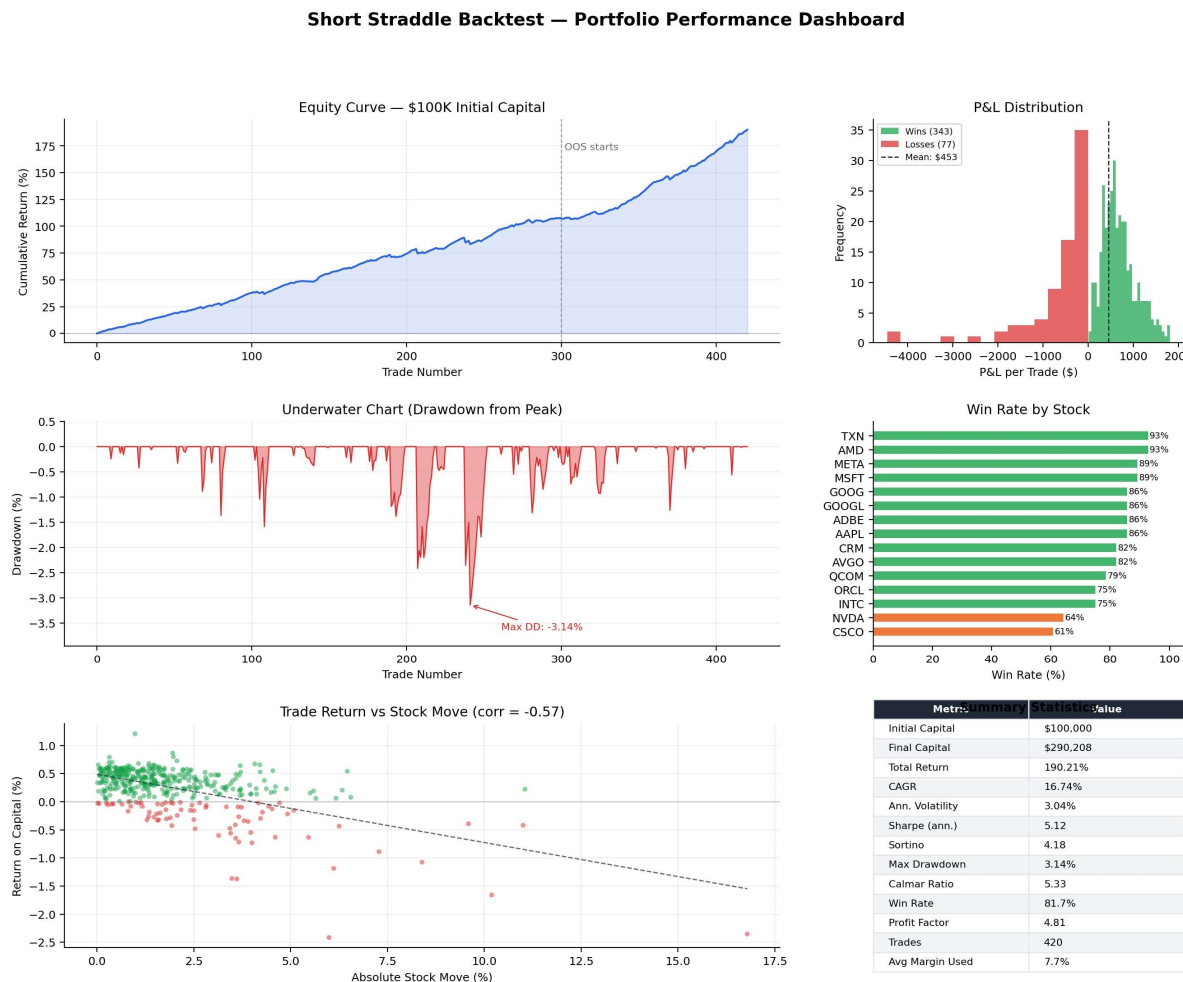 Short Straddle Backtest — Portfolio Performance Dashboard
Equity Curve — $100K Initial Capital
Cumulative Return (%)
175
150
125
100
75
50
25
0
OOS starts
0 100 200 300 400
Trade Number
P&L Distribution
Frequency
35
30
25
20
15
10
5
0
Wins (343)
Losses (77)
Mean: $453
−4000 −3000 −2000 −1000 0 1000 200
P&L per Trade ($)
Underwater Chart (Drawdown from Peak)
Drawdown (%)
0.5
0.0
−0.5
−1.0
−1.5
−2.0
−2.5
−3.0
−3.5
Max DD: -3.14%
0 100 200 300 400
Trade Number
Win Rate by Stock
TXN 93%
AMD 93%
META 89%
MSFT 89%
GOOG 86%
GOOGL 86%
ADBE 86%
AAPL 86%
CRM 82%
AVGO 82%
QCOM 79%
ORCL 75%
INTC 75%
NVDA 64%
CSCO 61%
0 20 40 60 80 100
Win Rate (%)
Trade Return vs Stock Move (corr = -0.57)
Return on Capital (%)
1.0
0.5
0.0
−0.5
−1.0
−1.5
−2.0
−2.5
0.0 2.5 5.0 7.5 10.0 12.5 15.0 17.5
Absolute Stock Move (%)
Summary Statistics
Metric Value
Initial Capital $100,000
Final Capital $290,208
Total Return 190.21%
CAGR 16.74%
Ann. Volatility 3.04%
Sharpe (ann.) 5.12
Sortino 4.18
Max Drawdown 3.14%
Calmar Ratio 5.33
Win Rate 81.7%
Profit Factor 4.81
Trades 420
Avg Margin Used 7.7%